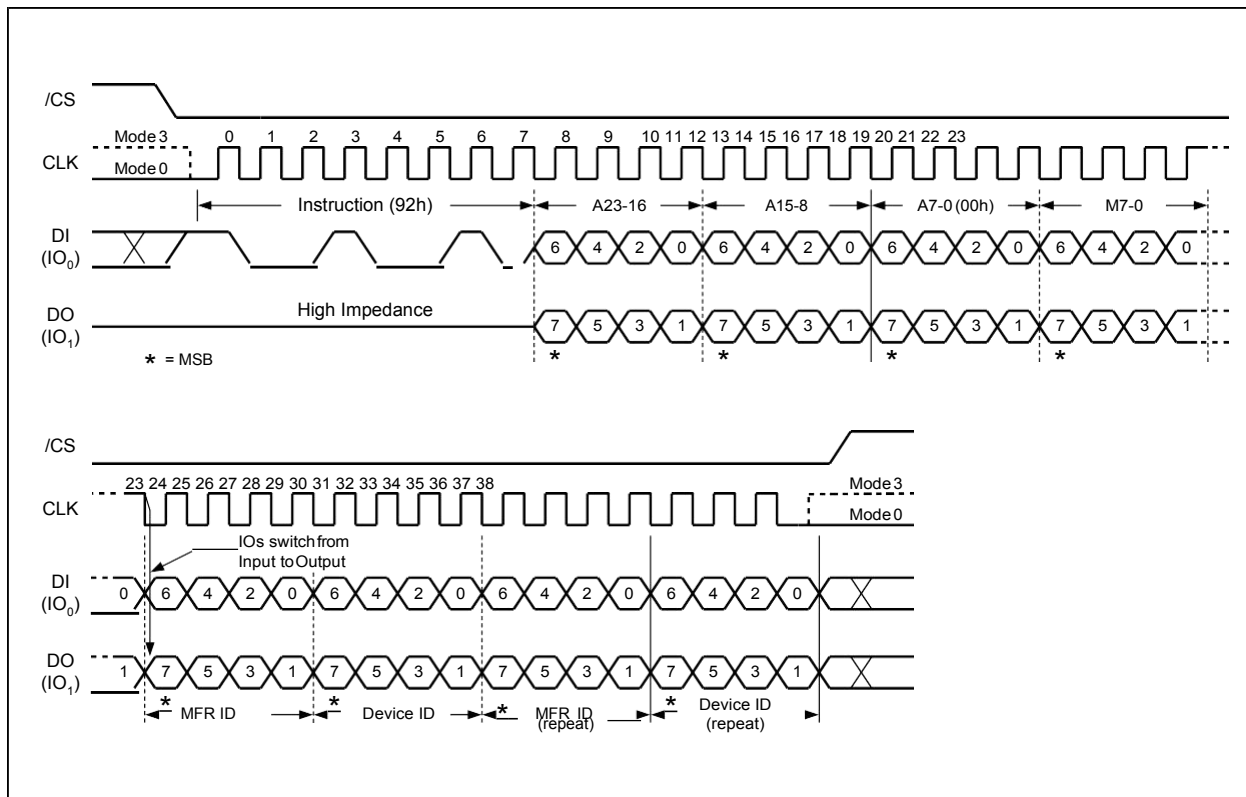 /CS
Mode 3 0 1 2 3 4 5 6 7 8 9 10 11 12 13 14 15 16 17 18 19 20 21 22 23
CLK
Mode 0
Instruction (92h) A23-16 A15-8 A7-0 (00h) M7-0
DI
(IO0)
6 4 2 0 6 4 2 0 6 4 2 0 6 4 2 0
High Impedance
DO
(IO1)
7 5 3 1 7 5 3 1 7 5 3 1 7 5 3 1
* * * *
* = MSB
/CS
23 24 25 26 27 28 29 30 31 32 33 34 35 36 37 38 Mode 3
CLK
Mode 0
IOs switch from
Input to Output
DI
(IO0)
0 6 4 2 0 6 4 2 0 6 4 2 0 6 4 2 0
DO
(IO1)
1 7 5 3 1 7 5 3 1 7 5 3 1 7 5 3 1
* * * *
MFR ID Device ID MFR ID
(repeat)
Device ID
(repeat)